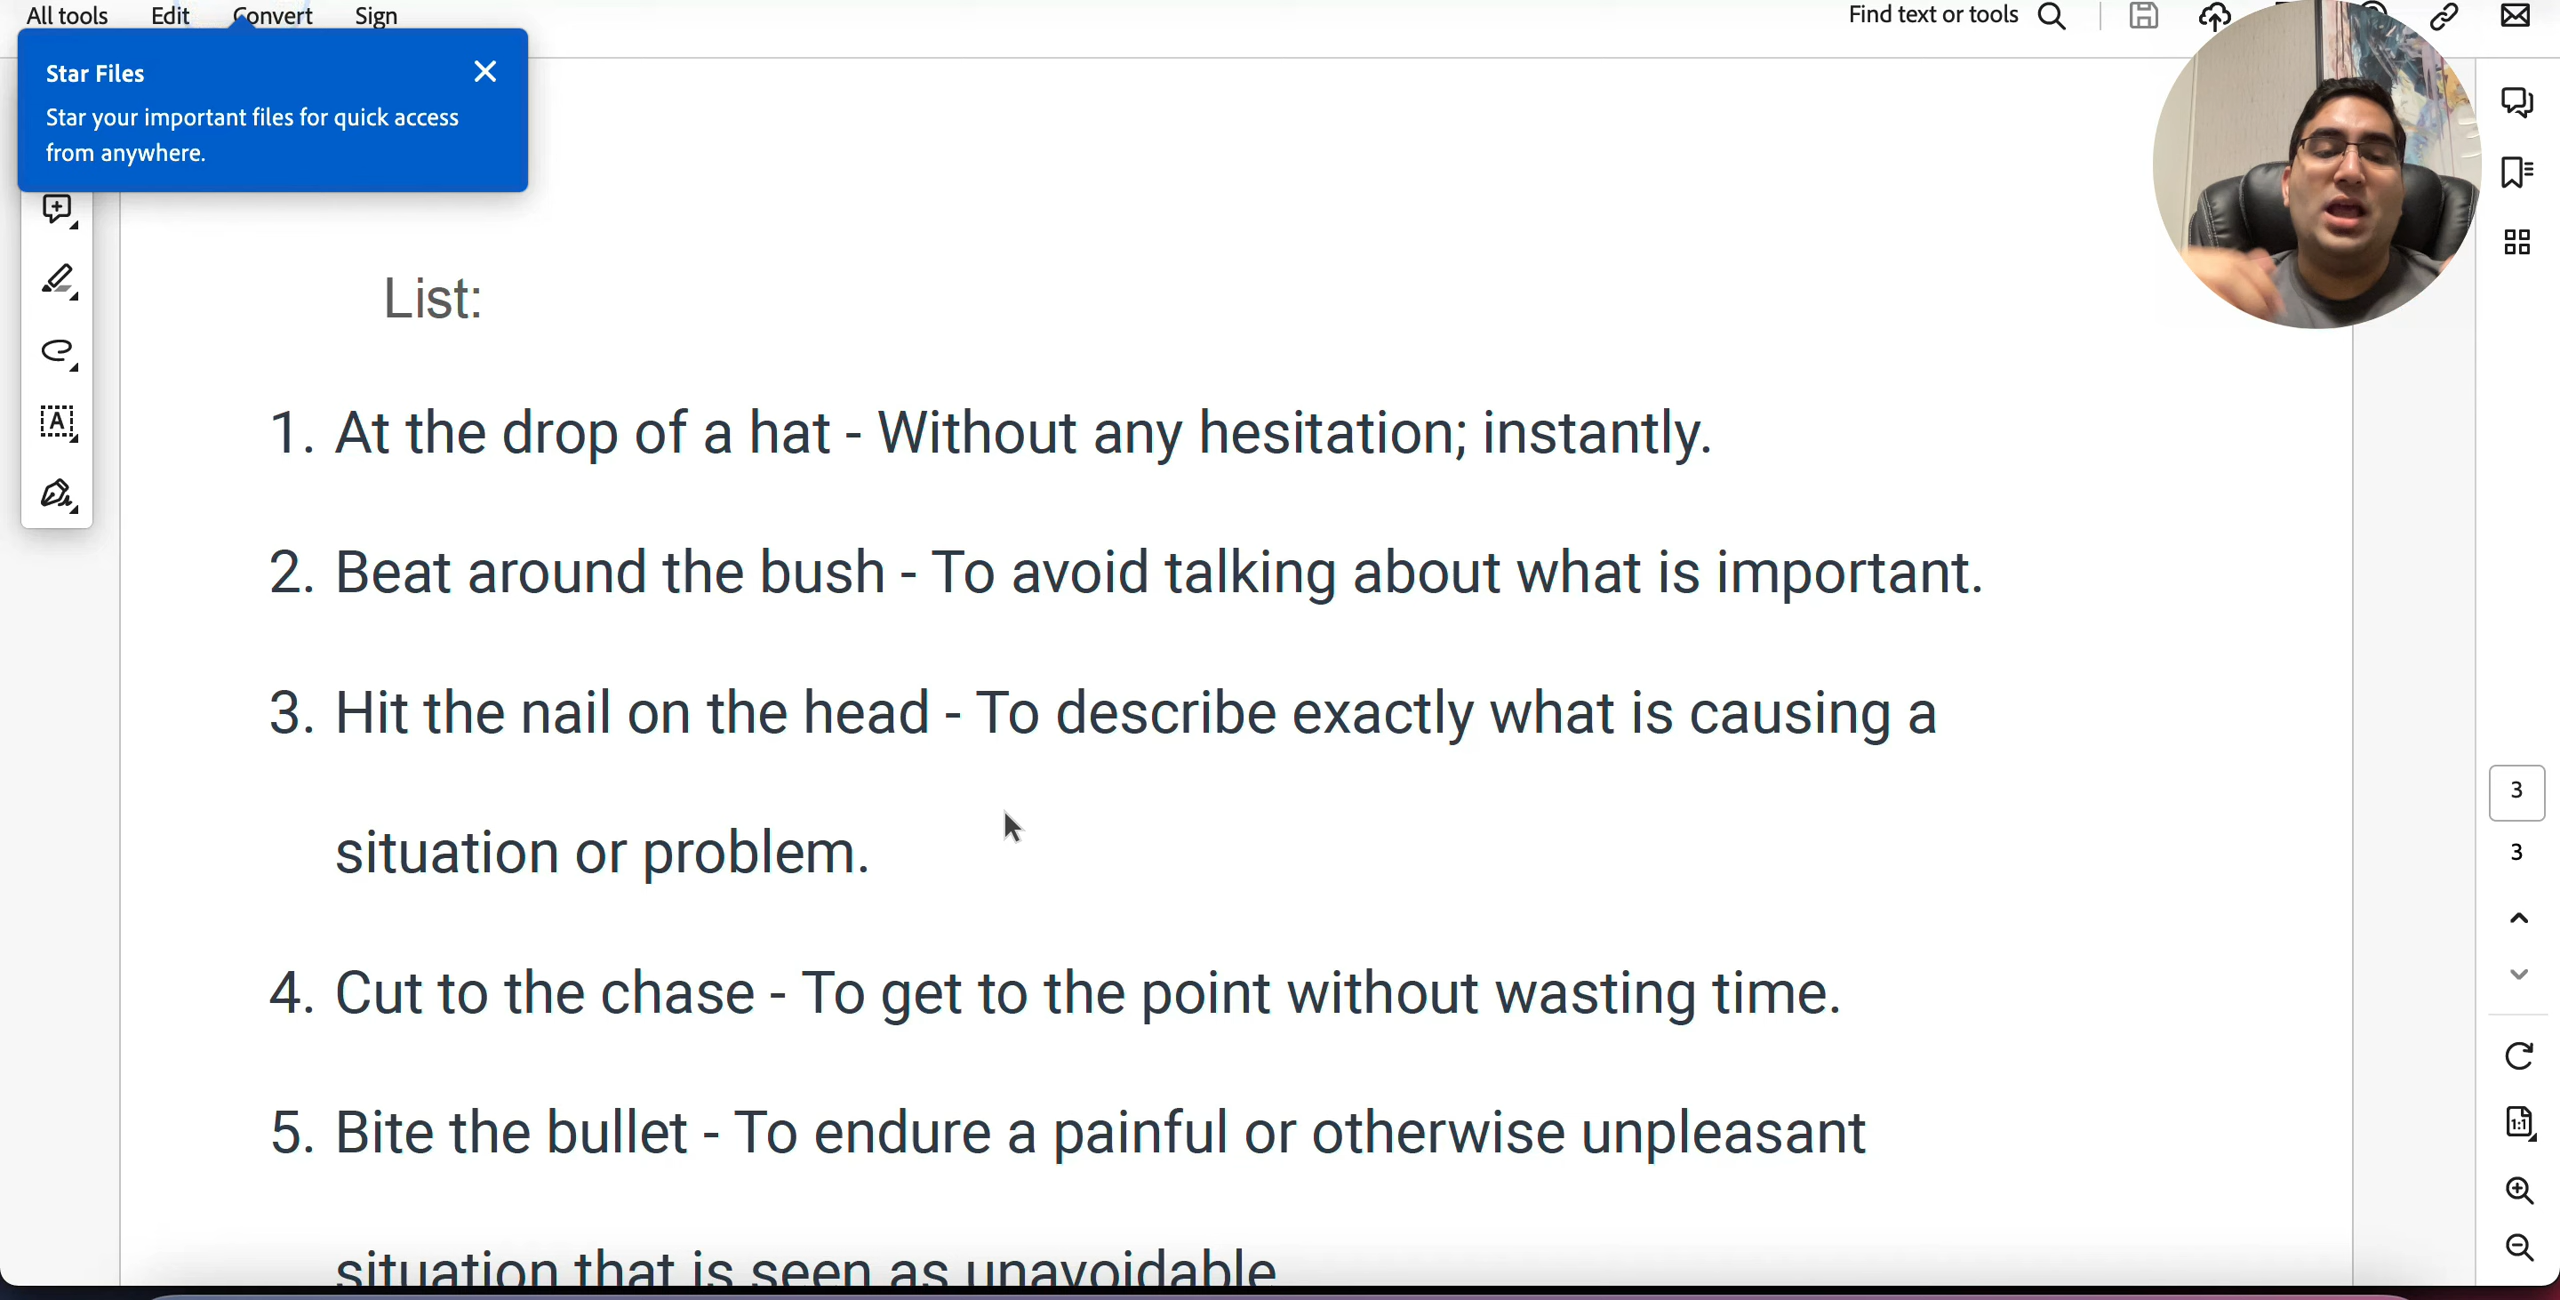 All tools Edit Convert Sign Find text or tools
Star Files
Star your important files for quick access
from anywhere.
List:
1. At the drop of a hat - Without any hesitation; instantly.
2. Beat around the bush - To avoid talking about what is important.
3. Hit the nail on the head - To describe exactly what is causing a
situation or problem.
4. Cut to the chase - To get to the point without wasting time.
5. Bite the bullet - To endure a painful or otherwise unpleasant
situation that is seen as unavoidable
A
3
3
1:1